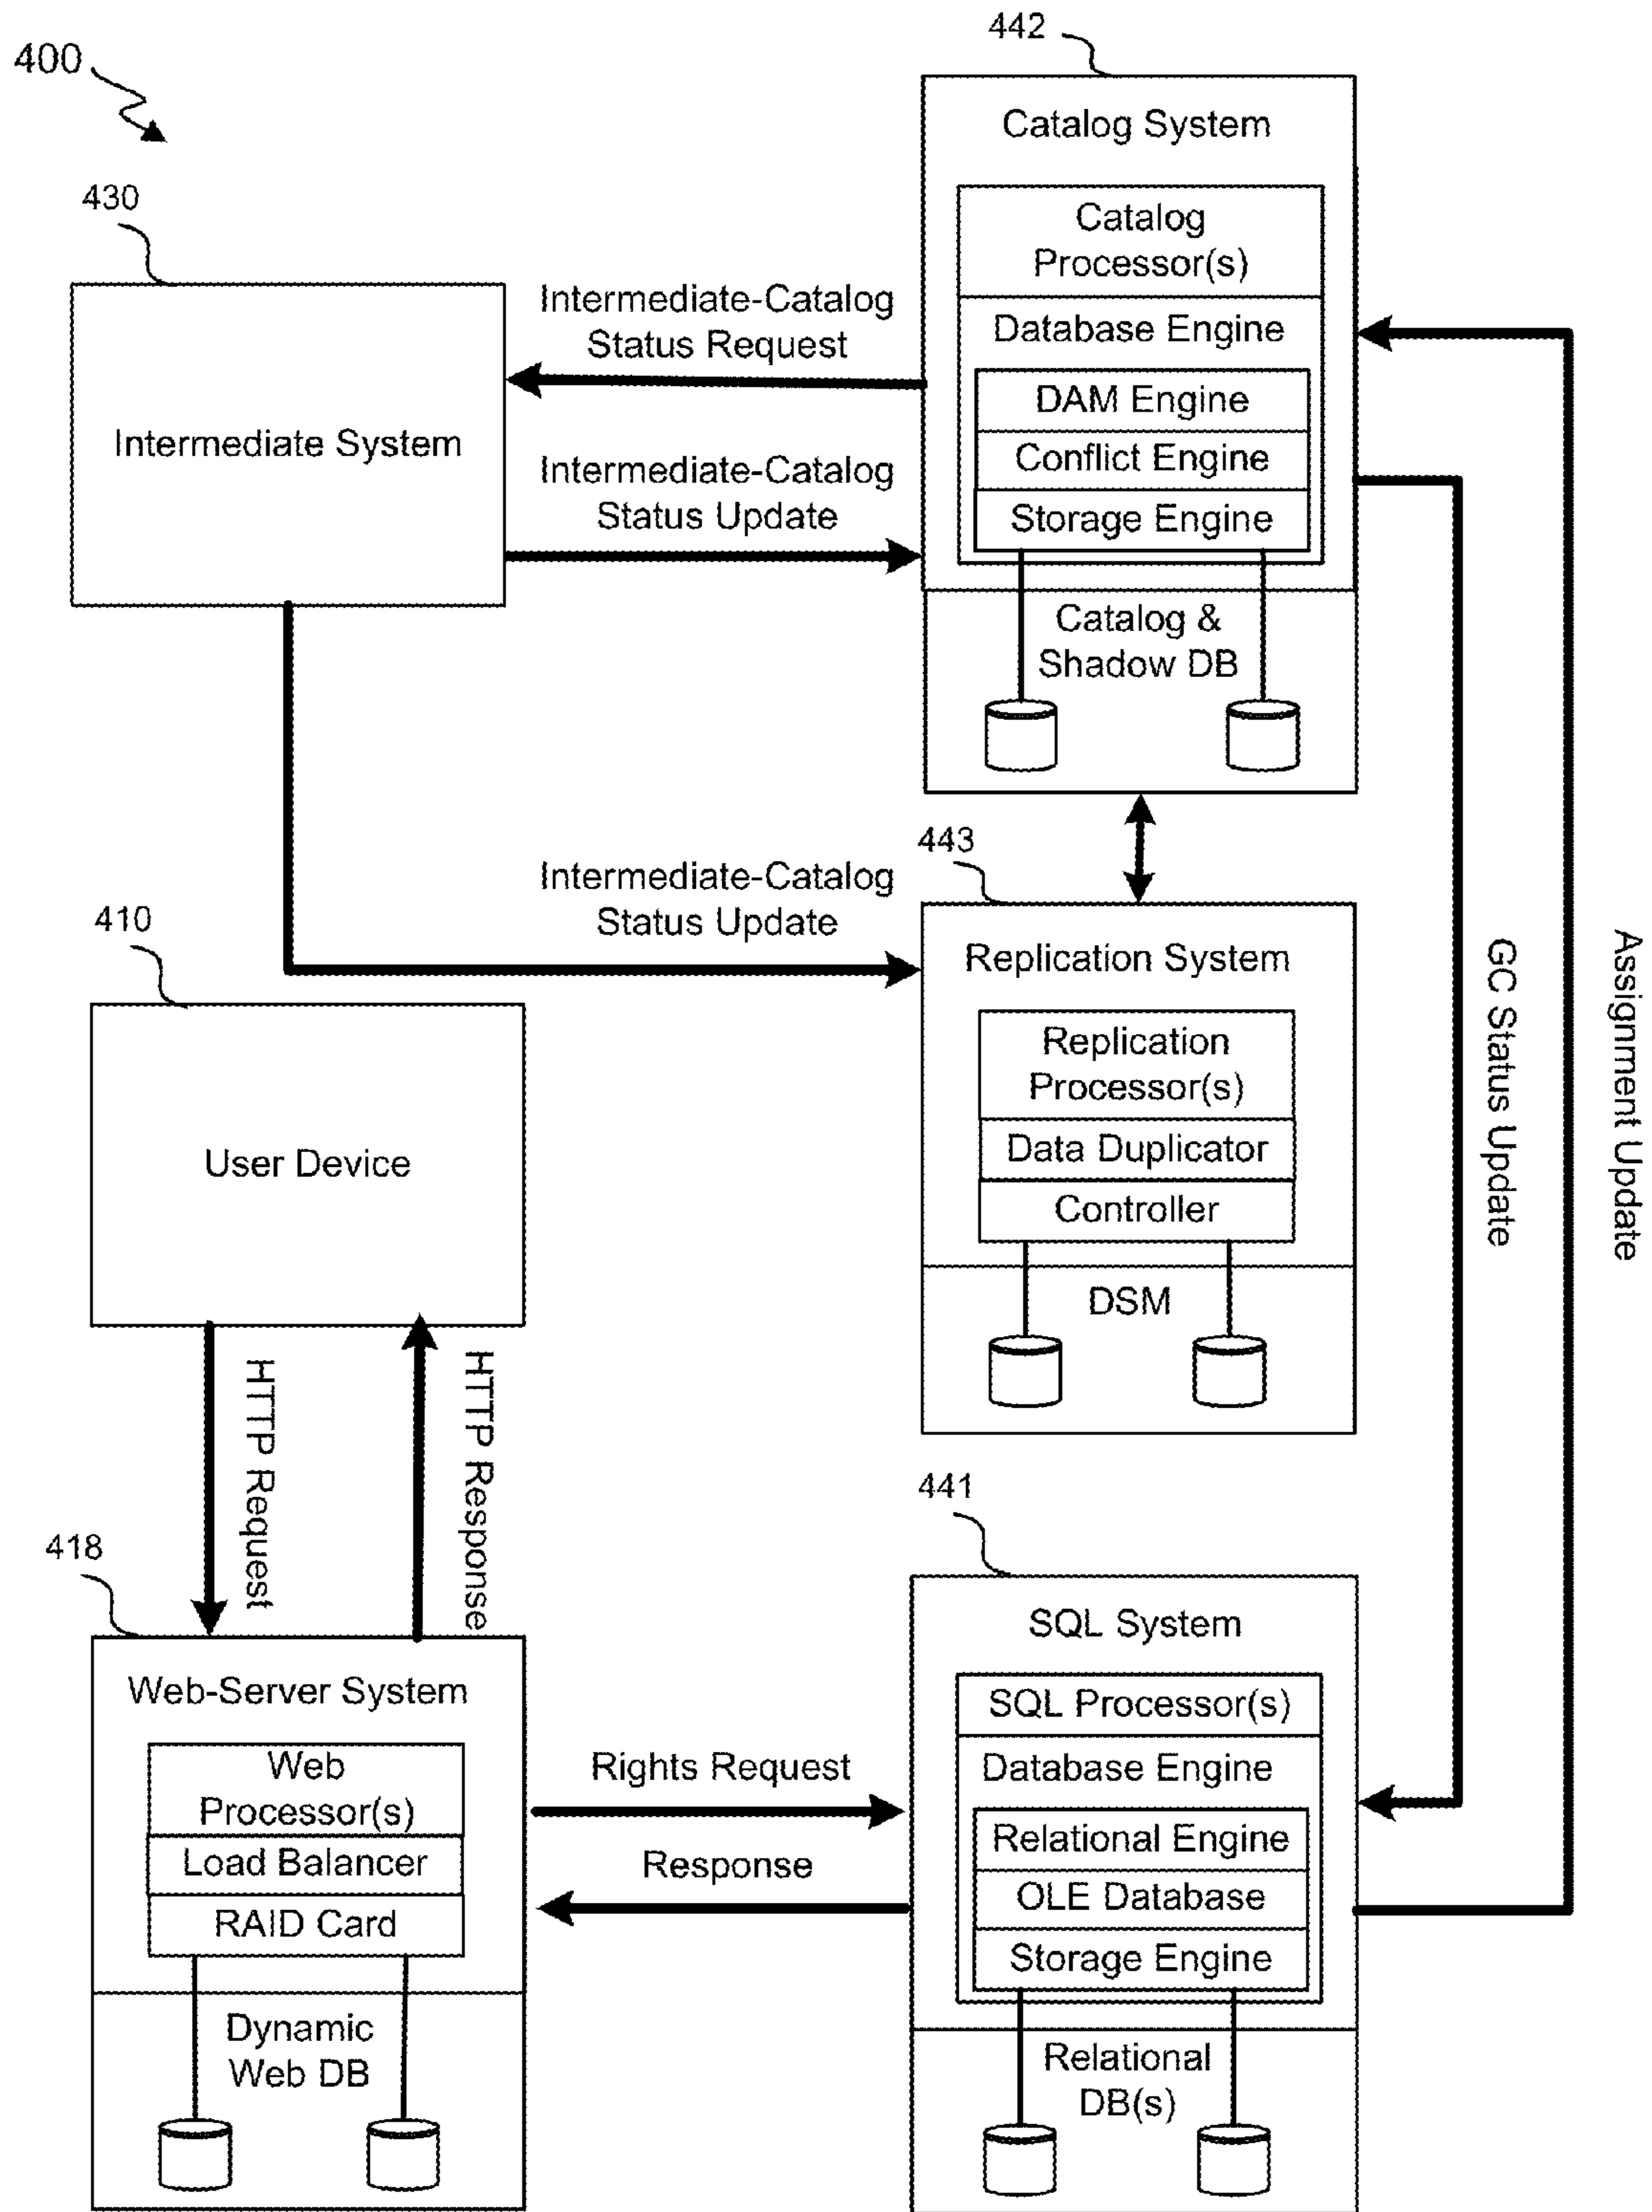 400
442
Catalog System
Catalog
Processor(s)
Database Engine
DAM Engine
Conflict Engine
Storage Engine
Catalog &
Shadow DB
430
Intermediate System
Intermediate-Catalog
Status Request
Intermediate-Catalog
Status Update
Intermediate-Catalog
Status Update
443
Replication System
Replication
Processor(s)
Data Duplicator
Controller
DSM
GC Status Update
Assignment Update
410
User Device
HTTP Request
HTTP Response
418
Web-Server System
Web
Processor(s)
Load Balancer
RAID Card
Dynamic
Web DB
Rights Request
Response
441
SQL System
SQL Processor(s)
Database Engine
Relational Engine
OLE Database
Storage Engine
Relational
DB(s)